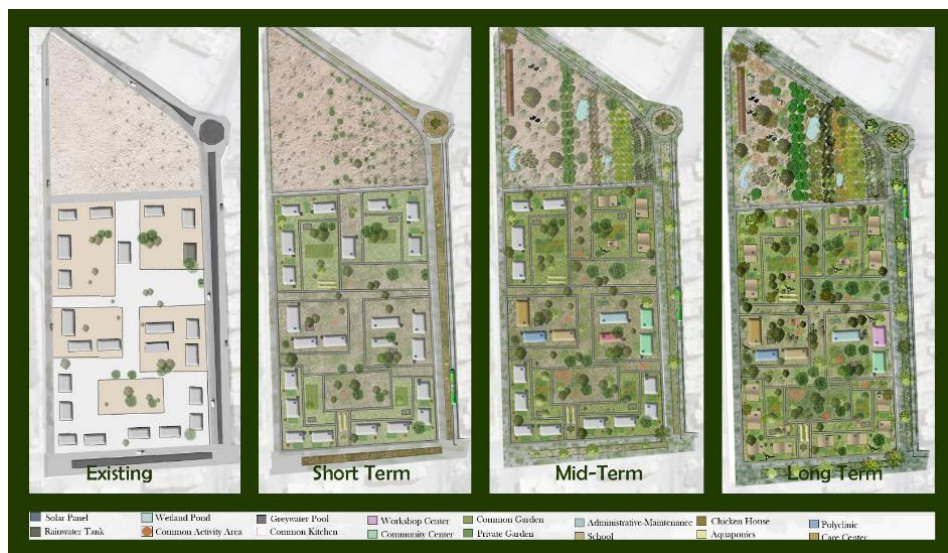 Existing
Short Term
Mid-Term
Long Term
Solar Panel
Rainwater Tank
Wetland Pond
Common Activity Area
Greywater Pool
Common Kitchen
Workshop Center
Community Center
Common Garden
Private Garden
Administrative-Maintenance
School
Chicken House
Aquaponics
Polyclinic
Care Center